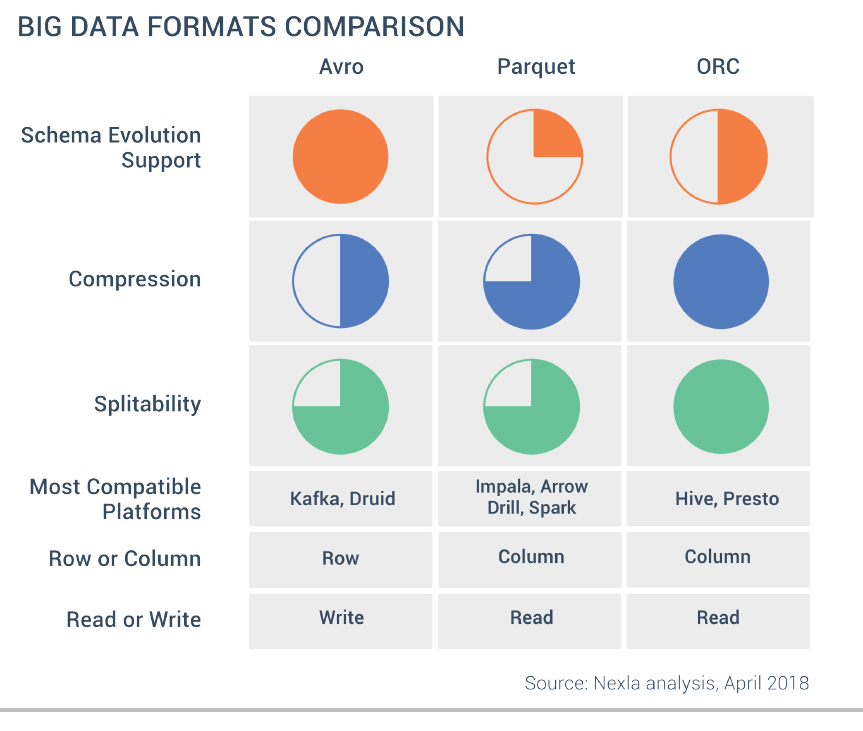 BIG DATA FORMATS COMPARISON
Avro Parquet ORC
Schema Evolution
Support
Compression
Splitability
Most Compatible
Platforms
Kafka, Druid
Impala, Arrow
Drill, Spark
Hive, Presto
Row or Column
Row
Column
Column
Read or Write
Write
Read
Read
Source: Nexla analysis, April 2018